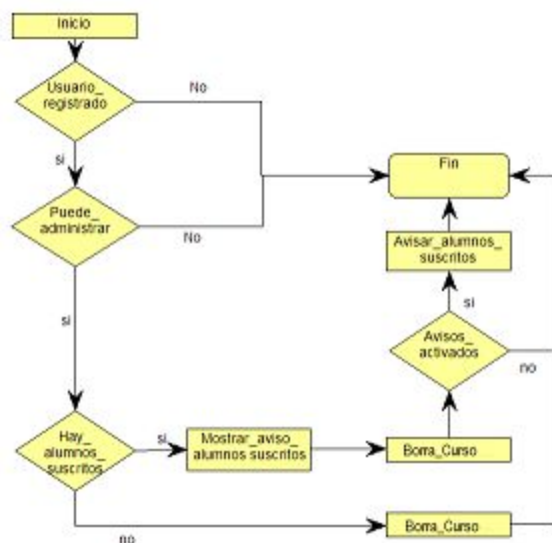 Inicio
Usuario_
registrado
No
si
Fin
Puede_
administrar
No
Avisar_alumnos_
suscritos
si
si
Avisos_
activados
no
Hay_
alumnos_
suscritos
si
Mostrar_aviso_
alumnos suscritos
Borra_Curso
no
Borra_Curso